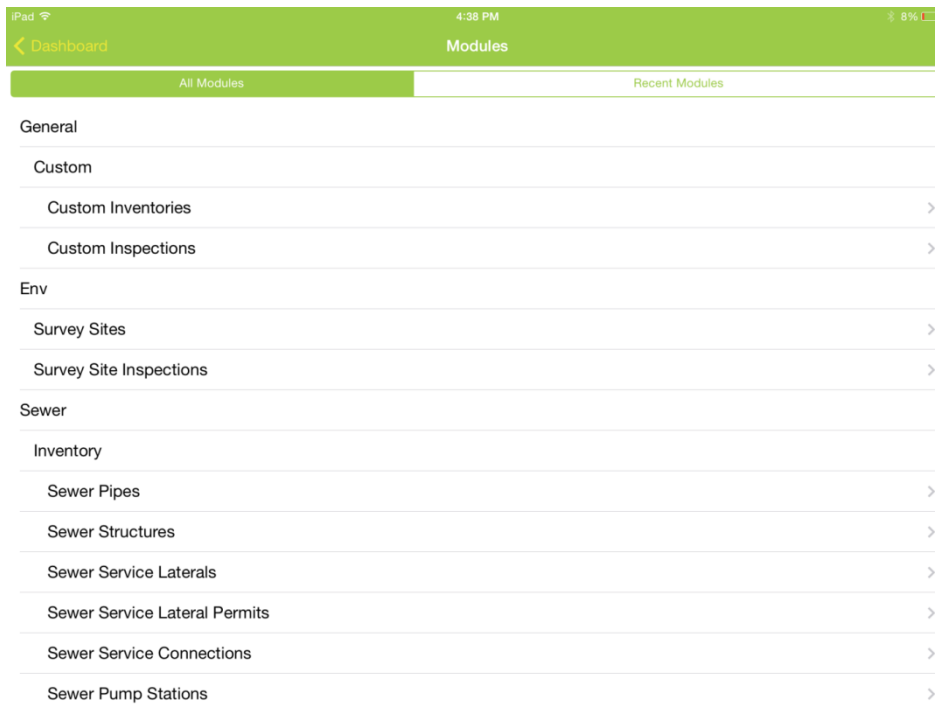 iPad 4:38 PM 8%
Dashboard Modules
All Modules Recent Modules
General
Custom
Custom Inventories
Custom Inspections
Env
Survey Sites
Survey Site Inspections
Sewer
Inventory
Sewer Pipes
Sewer Structures
Sewer Service Laterals
Sewer Service Lateral Permits
Sewer Service Connections
Sewer Pump Stations